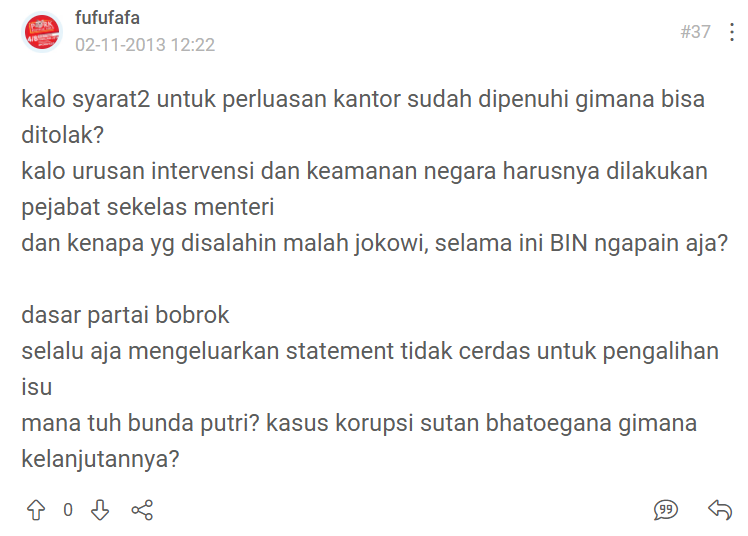 fufufafa
02-11-2013 12:22
#37
kalo syarat2 untuk perluasan kantor sudah dipenuhi gimana bisa
ditolak?
kalo urusan intervensi dan keamanan negara harusnya dilakukan
pejabat sekelas menteri
dan kenapa yg disalahin malah jokowi, selama ini BIN ngapain aja?
dasar partai bobrok
selalu aja mengeluarkan statement tidak cerdas untuk pengalihan
isu
mana tuh bunda putri? kasus korupsi sutan bhatoegana gimana
kelanjutannya?
0